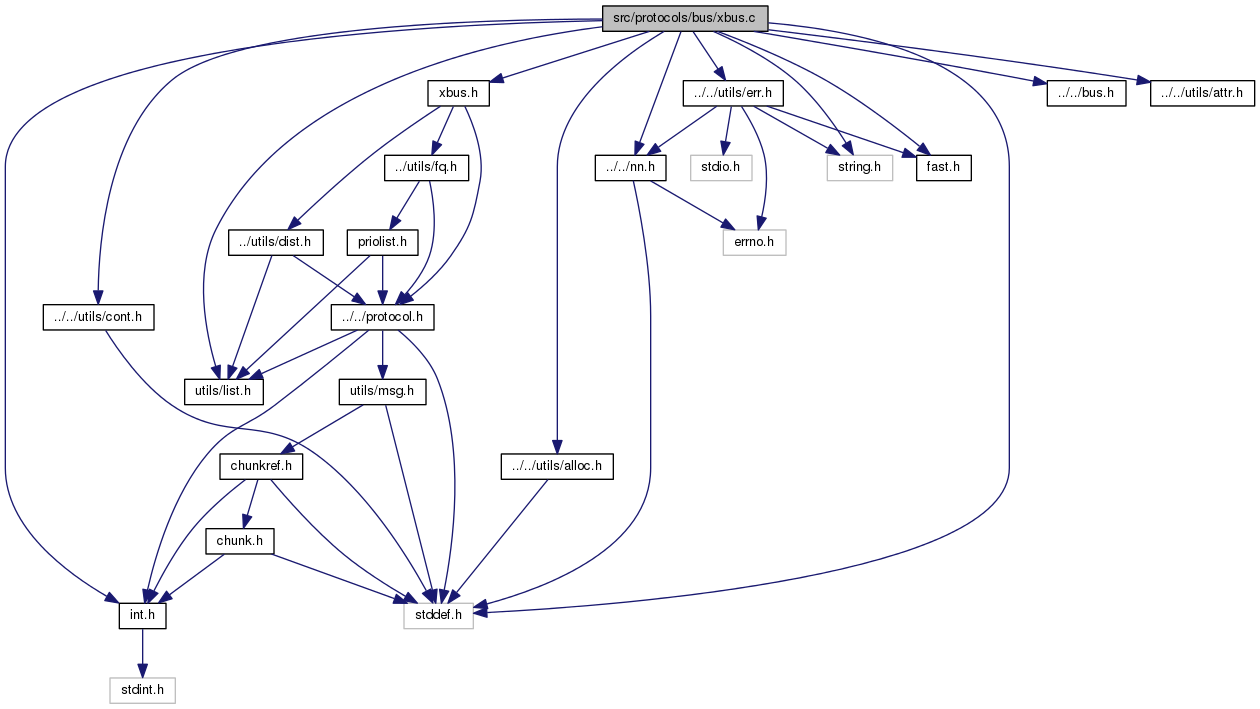 src/protocols/bus/xbus.c
xbus.h
../../utils/err.h
../../bus.h
../../utils/attr.h
../utils/fq.h
../../nn.h
stdio.h
string.h
fast.h
../utils/dist.h
priolist.h
errno.h
../../utils/cont.h
../../protocol.h
utils/list.h
utils/msg.h
chunkref.h
../../utils/alloc.h
chunk.h
int.h
stddef.h
stdint.h